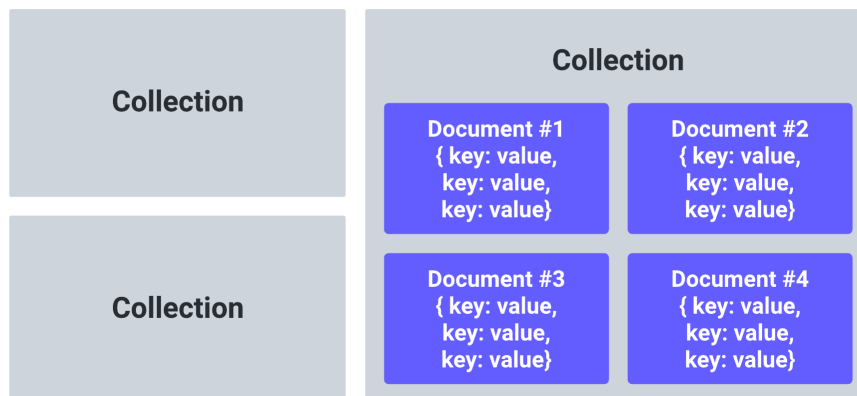 Collection
Collection
Collection
Document #1
{ key: value,
key: value,
key: value}
Document #2
{ key: value,
key: value,
key: value}
Document #3
{ key: value,
key: value,
key: value}
Document #4
{ key: value,
key: value,
key: value}